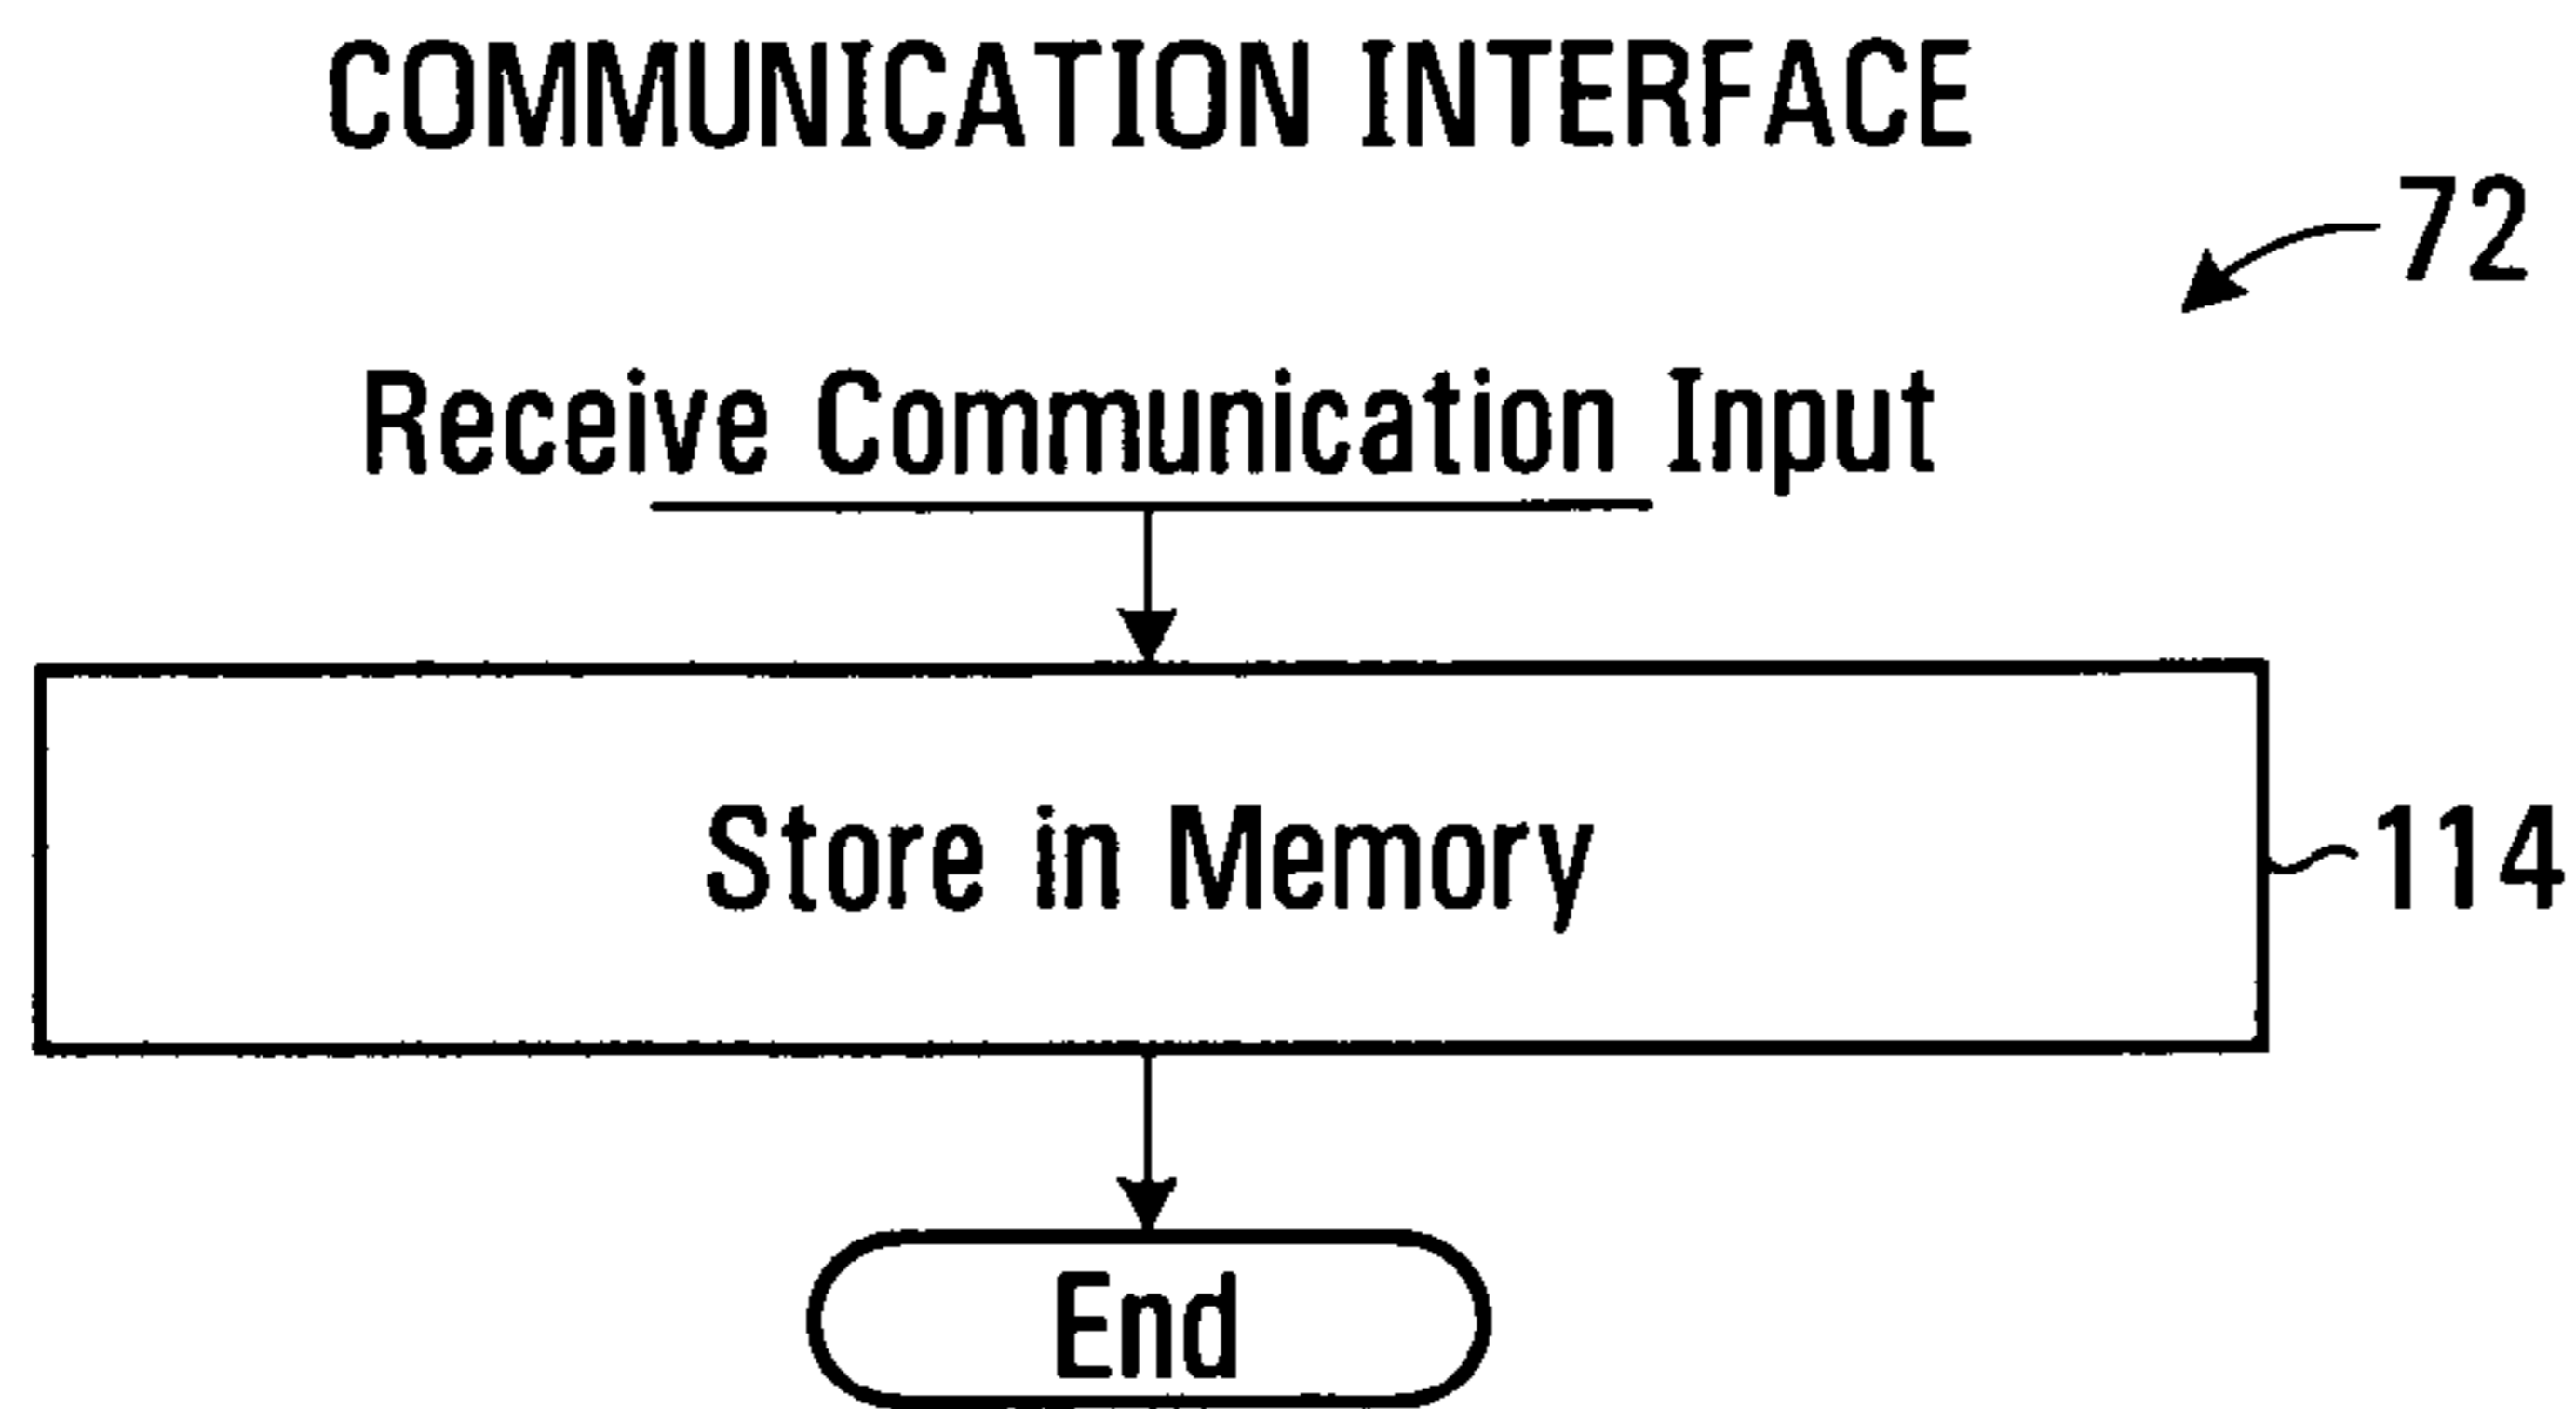 COMMUNICATION INTERFACE
72
Receive Communication Input
Store in Memory
114
End